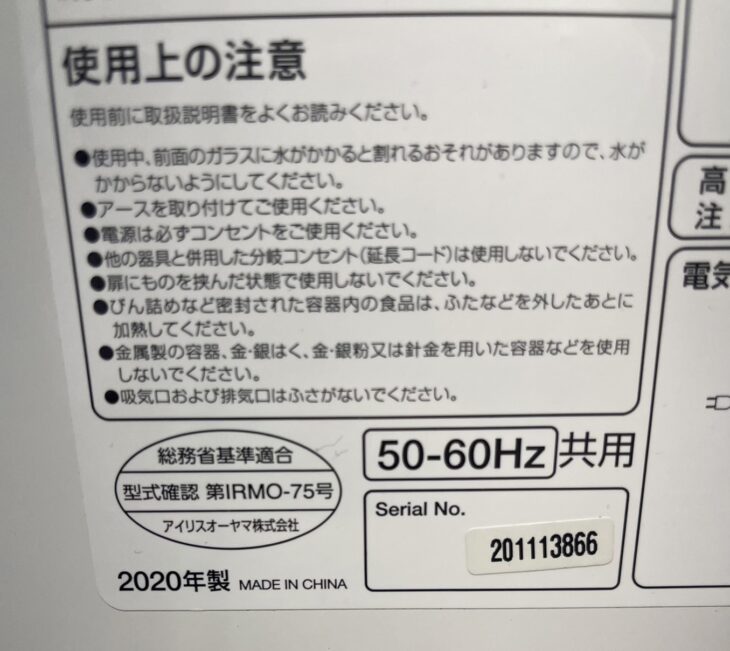 使用上の注意
使用前に取扱説明書をよくお読みください。
●使用中、前面のガラスに水がかかると割れるおそれがありますので、水が
かからないようにしてください。
●アースを取り付けてご使用ください。
●電源は必ずコンセントをご使用ください。
●他の器具と併用した分岐コンセント(延長コード)は使用しないでください。
●扉にものを挟んだ状態で使用しないでください。
●びん詰めなど密封された容器内の食品は、ふたなどを外したあとに
加熱してください。
●金属製の容器、金・銀はく、金・銀粉又は針金を用いた容器などを使用
しないでください。
●吸気口および排気口はふさがないでください。
高
注
電気
総務省基準適合
型式確認 第IRMO-75号
アイリスオーヤマ株式会社
50-60Hz 共用
Serial No.
201113866
2020年製 MADE IN CHINA